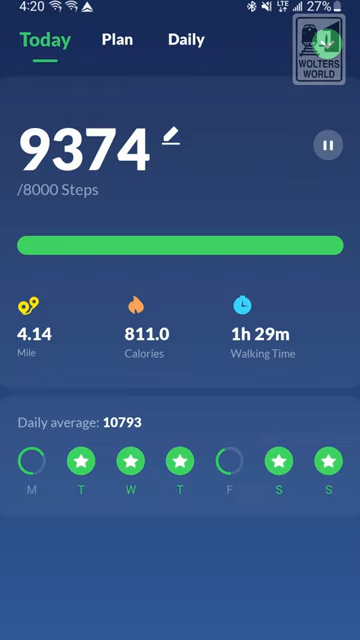 4:20 LTE 27%
Today Plan Daily
WOLTERS
WORLD
9374
/8000 Steps
4.14 811.0 1h 29m
Mile Calories Walking Time
Daily average: 10793
M T W T F S S